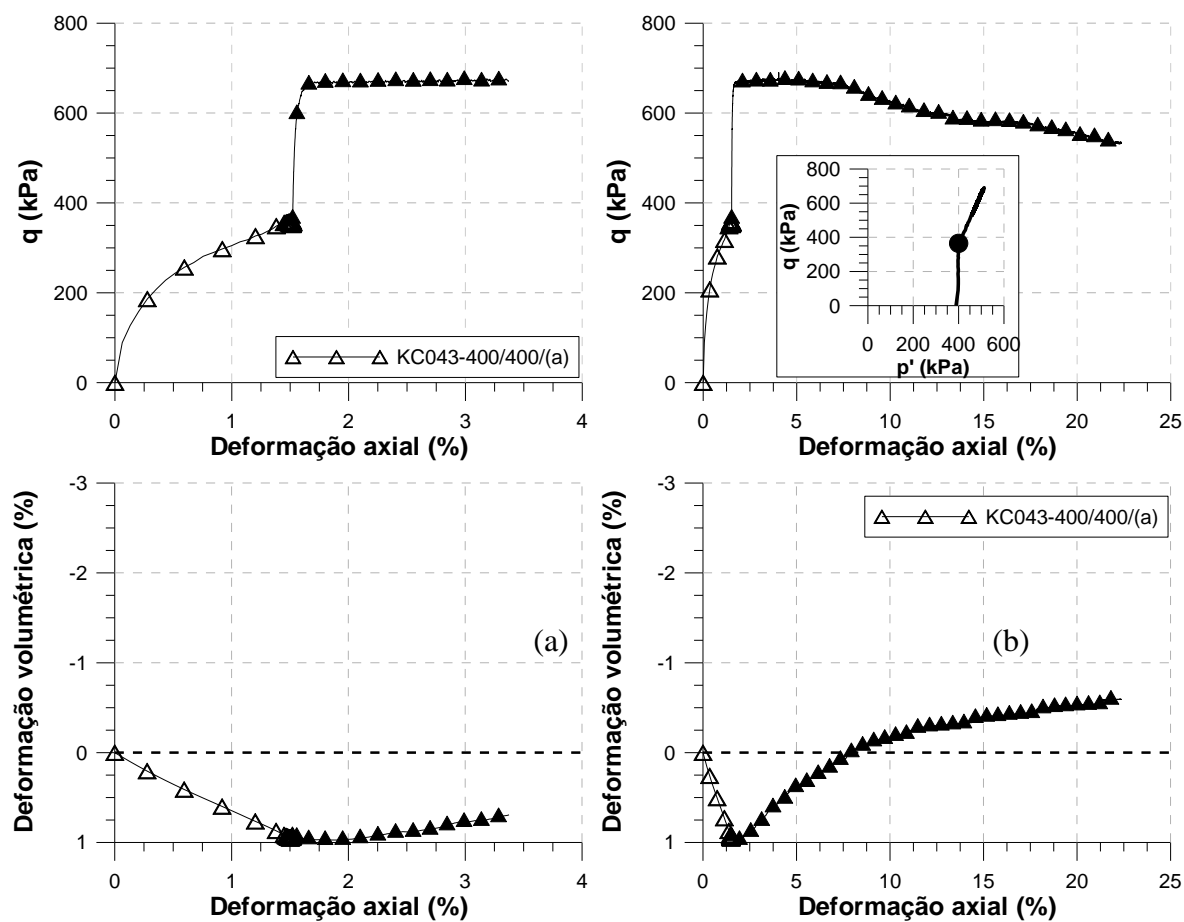 800
600
400
200
0
q (kPa)
0 1 2 3 4
Deformação axial (%)
KC043-400/400/(a)
800
600
400
200
0
q (kPa)
0 5 10 15 20 25
Deformação axial (%)
800
600
400
200
0
q (kPa)
0 200 400 600
p' (kPa)
-3
-2
-1
0
1
Deformação volumétrica (%)
0 1 2 3 4
Deformação axial (%)
(a)
-3
-2
-1
0
1
Deformação volumétrica (%)
0 5 10 15 20 25
Deformação axial (%)
KC043-400/400/(a)
(b)